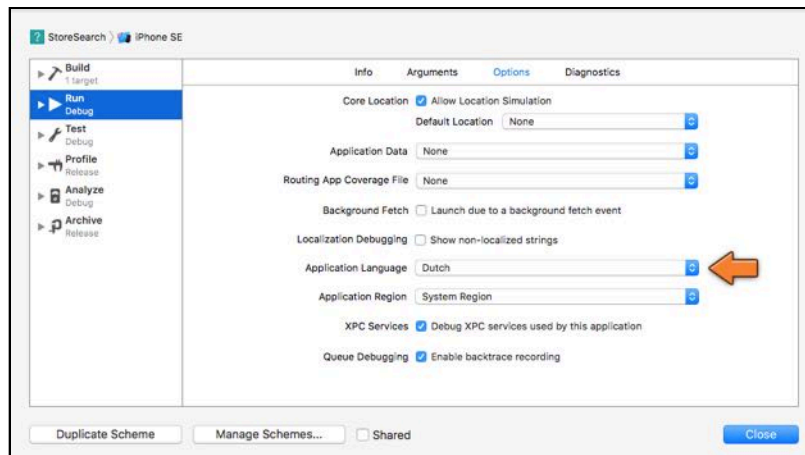 StoreSearch iPhone SE
Build
1 target
Run
Debug
Test
Debug
Profile
Release
Analyze
Debug
Archive
Release
Info Arguments Options Diagnostics
Core Location Allow Location Simulation
Default Location None
Application Data None
Routing App Coverage File None
Background Fetch Launch due to a background fetch event
Localization Debugging Show non-localized strings
Application Language Dutch
Application Region System Region
XPC Services Debug XPC services used by this application
Queue Debugging Enable backtrace recording
Duplicate Scheme Manage Schemes... Shared Close